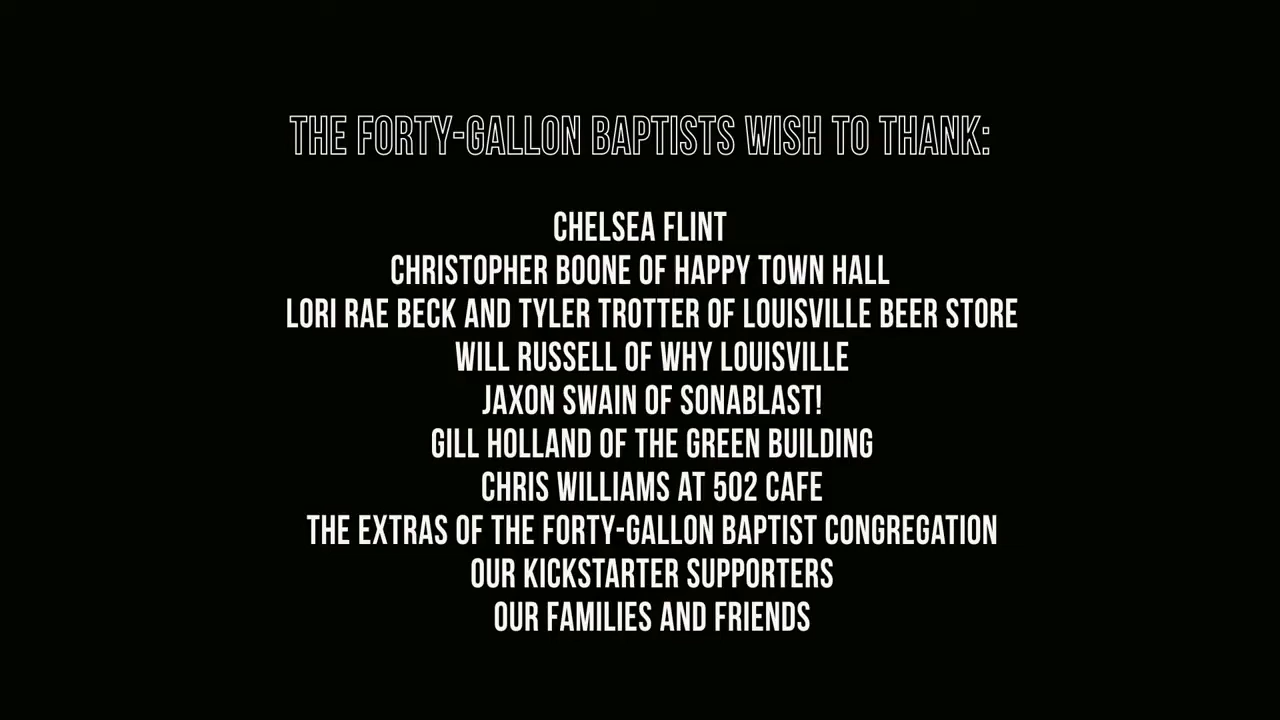 THE FORTY-GALLON BAPTISTS WISH TO THANK:
CHELSEA FLINT
CHRISTOPHER BOONE OF HAPPY TOWN HALL
LORI RAE BECK AND TYLER TROTTER OF LOUISVILLE BEER STORE
WILL RUSSELL OF WHY LOUISVILLE
JAXON SWAIN OF SONABLAST!
GILL HOLLAND OF THE GREEN BUILDING
CHRIS WILLIAMS AT 502 CAFE
THE EXTRAS OF THE FORTY-GALLON BAPTIST CONGREGATION
OUR KICKSTARTER SUPPORTERS
OUR FAMILIES AND FRIENDS